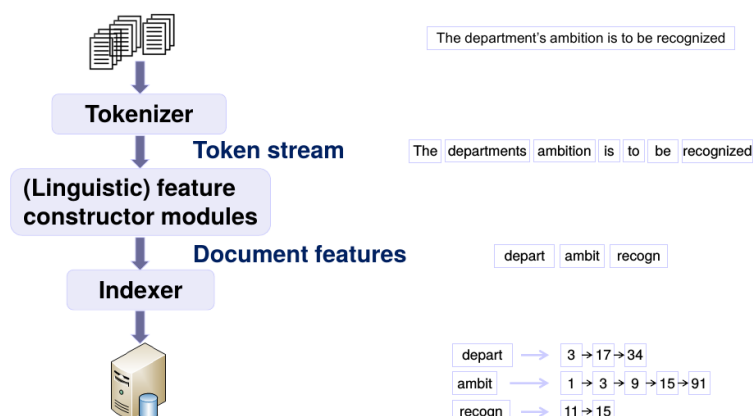 The department's ambition is to be recognized
Tokenizer
Token stream
The departments ambition is to be recognized
(Linguistic) feature
constructor modules
Document features
depart ambit recogn
Indexer
depart → 3 → 17 → 34
ambit → 1 → 3 → 9 → 15 → 91
recogn → 11 → 15